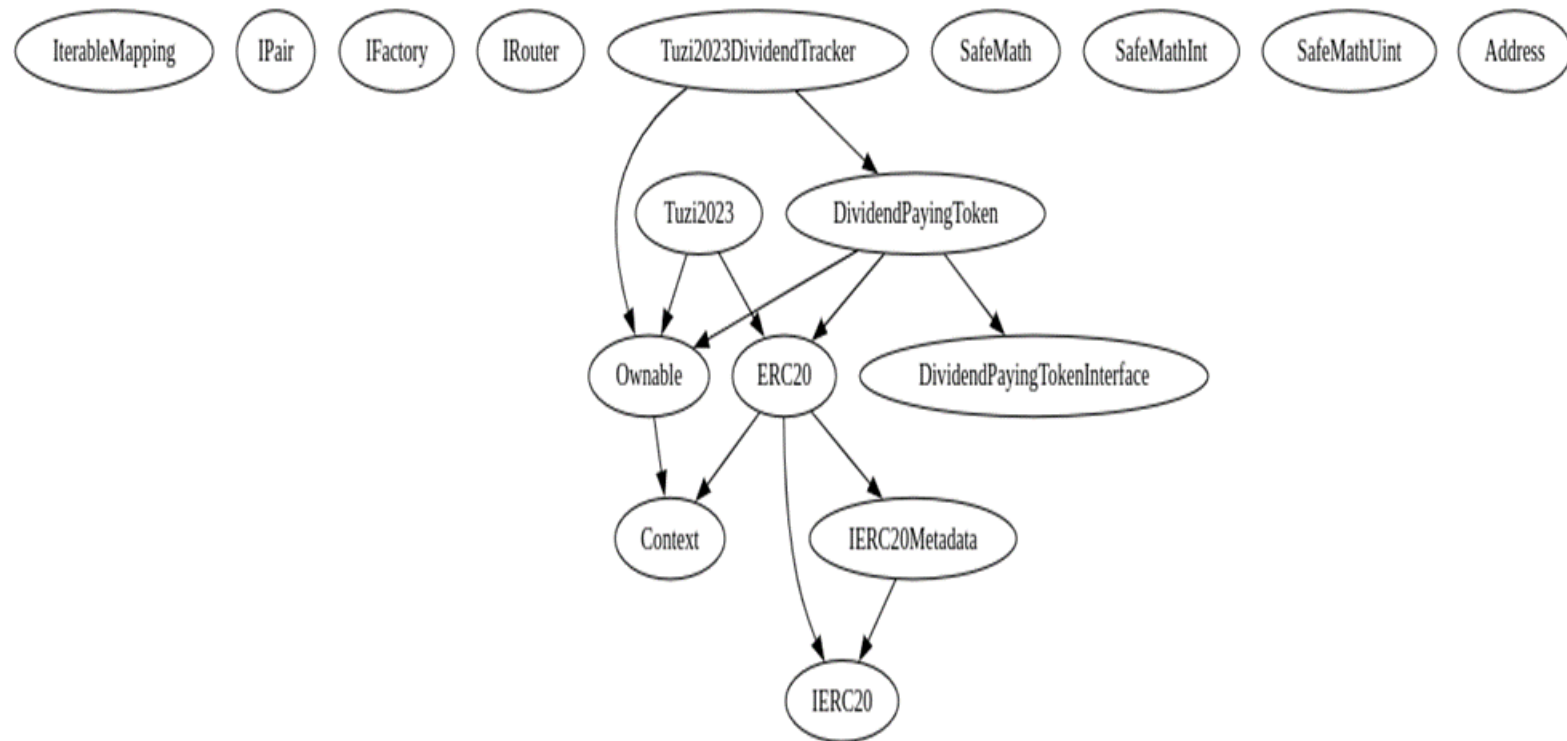 IterableMapping
IPair
IFactory
IRouter
Tuzi2023DividendTracker
SafeMath
SafeMathInt
SafeMathUint
Address
Tuzi2023
DividendPayingToken
Ownable
ERC20
DividendPayingTokenInterface
Context
IERC20Metadata
IERC20